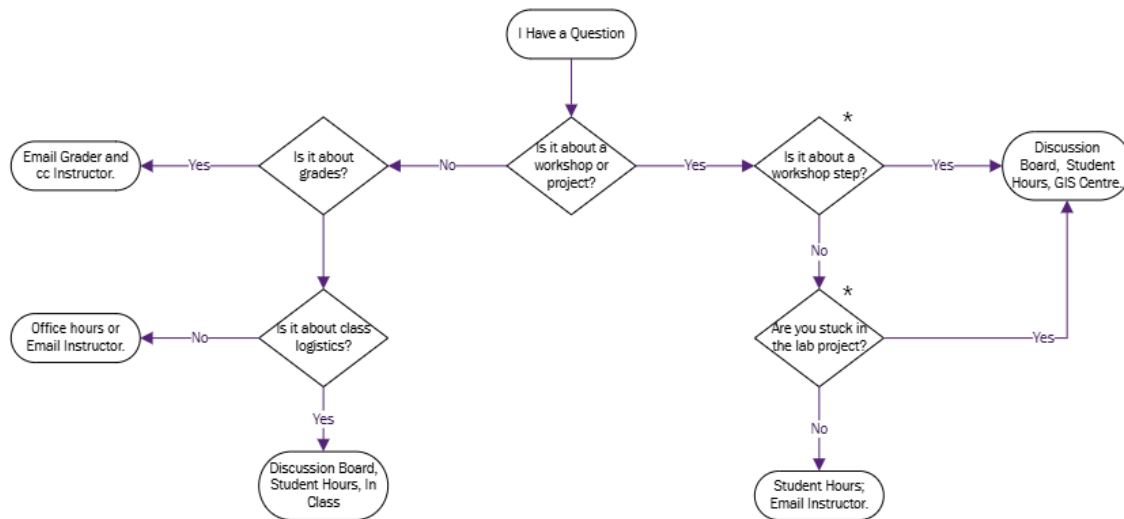 I Have a Question
*
Email Grader and
cc Instructor.
Yes
Is it about
grades?
No
Is it about a
workshop or
project?
Yes
Is it about a
workshop step?
Yes
Discussion
Board, Student
Hours, GIS Centre.
No
*
Office hours or
Email Instructor.
No
Is it about class
logistics?
Are you stuck in
the lab project?
Yes
Yes
No
Discussion Board,
Student Hours, In
Class
Student Hours;
Email Instructor.